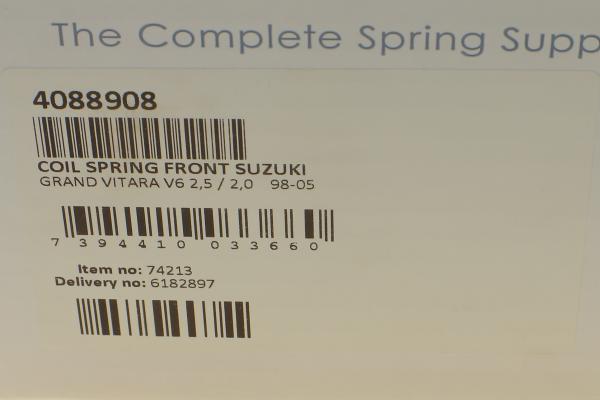 The Complete Spring Supp
4088908
COIL SPRING FRONT SUZUKI
GRAND VITARA V6 2,5 / 2,0 98-05
7 394410 033660
Item no: 74213
Delivery no: 6182897